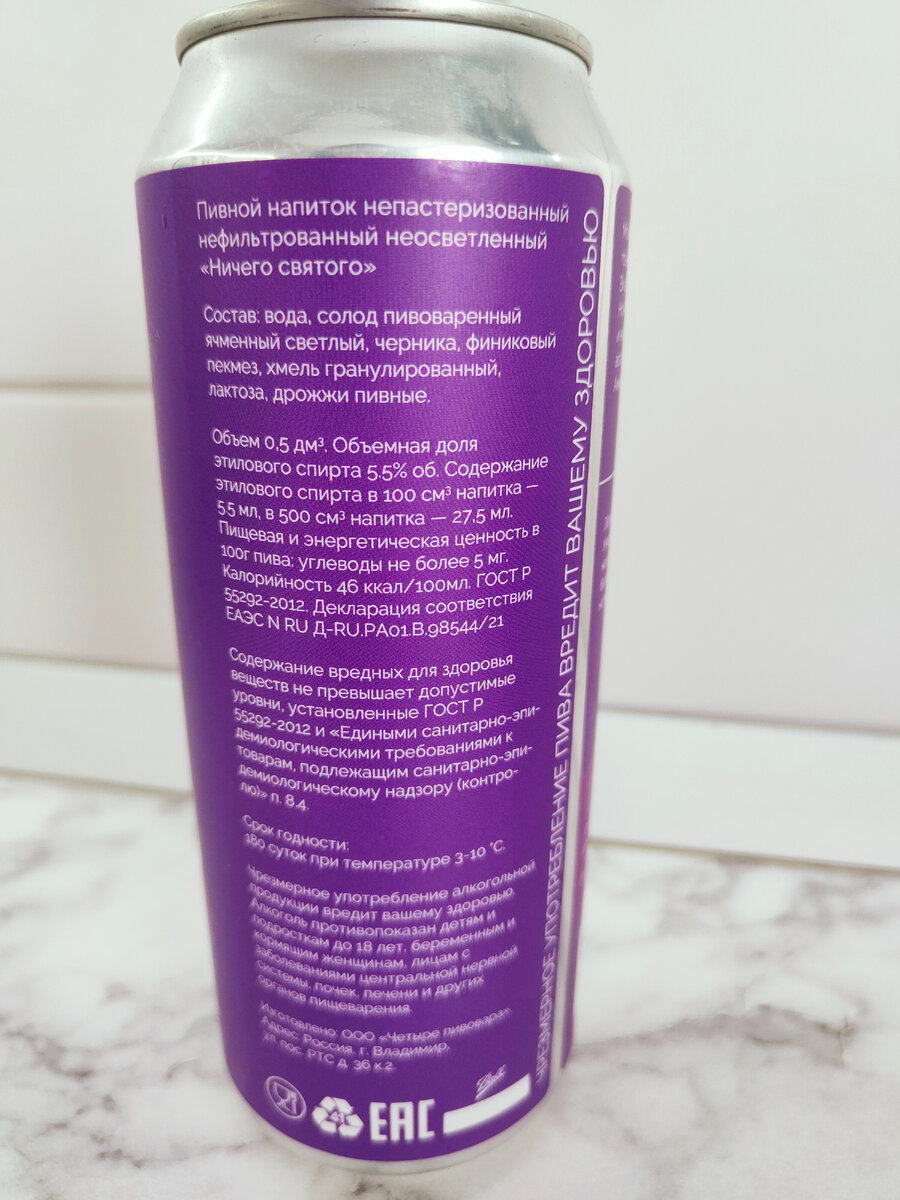 Пивной напиток непастеризованный
нефильтрованный неосветленный
«Ничего святого»
Состав: вода, солод пивоваренный
ячменный светлый, черника, финиковый
пекмез, хмель гранулированный,
лактоза, дрожжи пивные.
Объем 0,5 дм³. Объемная доля
этилового спирта 5.5% об. Содержание
этилового спирта в 100 см³ напитка —
5.5 мл, в 500 см³ напитка — 27,5 мл.
Пищевая и энергетическая ценность в
100г пива: углеводы не более 5 мг.
Калорийность 46 ккал/100мл. ГОСТ Р
55292-2012. Декларация соответствия
ЕАЭС N RU Д-RU.РА01.В.98544/21
Содержание вредных для здоровья
веществ не превышает допустимые
уровни, установленные ГОСТ Р
55292-2012 и «Едиными санитарно-эпи-
демиологическими требованиями к
товарам, подлежащим санитарно-эпи-
демиологическому надзору (контро-
лю)» п. 8.4.
Срок годности:
180 суток при температуре 3-10 °С.
Чрезмерное употребление алкогольной
продукции вредит вашему здоровью.
Алкоголь противопоказан детям и
подросткам до 18 лет, беременным и
кормящим женщинам, лицам с
заболеваниями центральной нервной
системы, почек, печени и других
органов пищеварения.
Изготовлено: ООО «Четыре пивовара».
Адрес: Россия, г. Владимир,
ул. пос. РТС д. 36 к.2.
41
EAC
Ball
ЧРЕЗМЕРНОЕ УПОТРЕБЛЕНИЕ ПИВА ВРЕДИТ ВАШЕМУ ЗДОРОВЬЮ